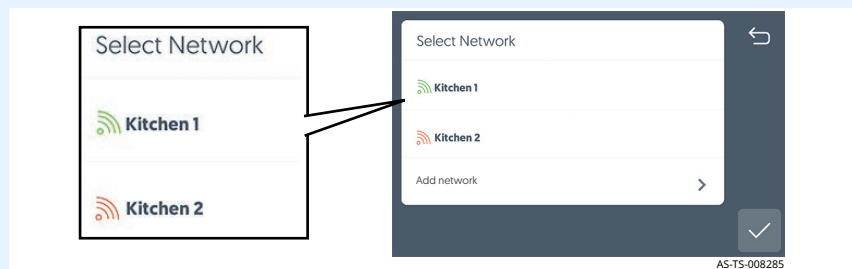 Select Network
Kitchen 1
Kitchen 2
Select Network
Kitchen 1
Kitchen 2
Add network
AS-TS-008285